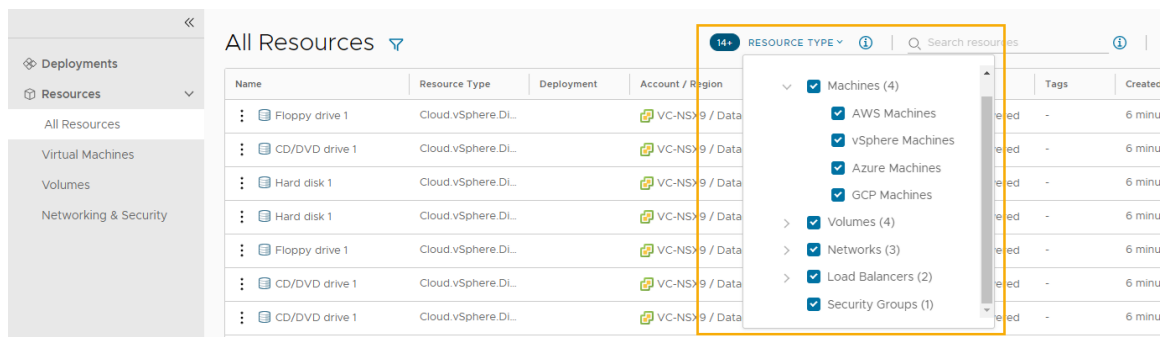 All Resources
14+ RESOURCE TYPE
Search resources
Deployments
Resources
All Resources
Virtual Machines
Volumes
Networking & Security
Name Resource Type Deployment Account / Region Tags Created
Floppy drive 1 Cloud.vSphere.Di... VC-NSX9 / Data - 6 minu
CD/DVD drive 1 Cloud.vSphere.Di... VC-NSX9 / Data - 6 minu
Hard disk 1 Cloud.vSphere.Di... VC-NSX9 / Data - 6 minu
Hard disk 1 Cloud.vSphere.Di... VC-NSX9 / Data - 6 minu
Floppy drive 1 Cloud.vSphere.Di... VC-NSX9 / Data - 6 minu
CD/DVD drive 1 Cloud.vSphere.Di... VC-NSX9 / Data - 6 minu
CD/DVD drive 1 Cloud.vSphere.Di... VC-NSX9 / Data - 6 minu
Machines (4)
AWS Machines
vSphere Machines
Azure Machines
GCP Machines
Volumes (4)
Networks (3)
Load Balancers (2)
Security Groups (1)